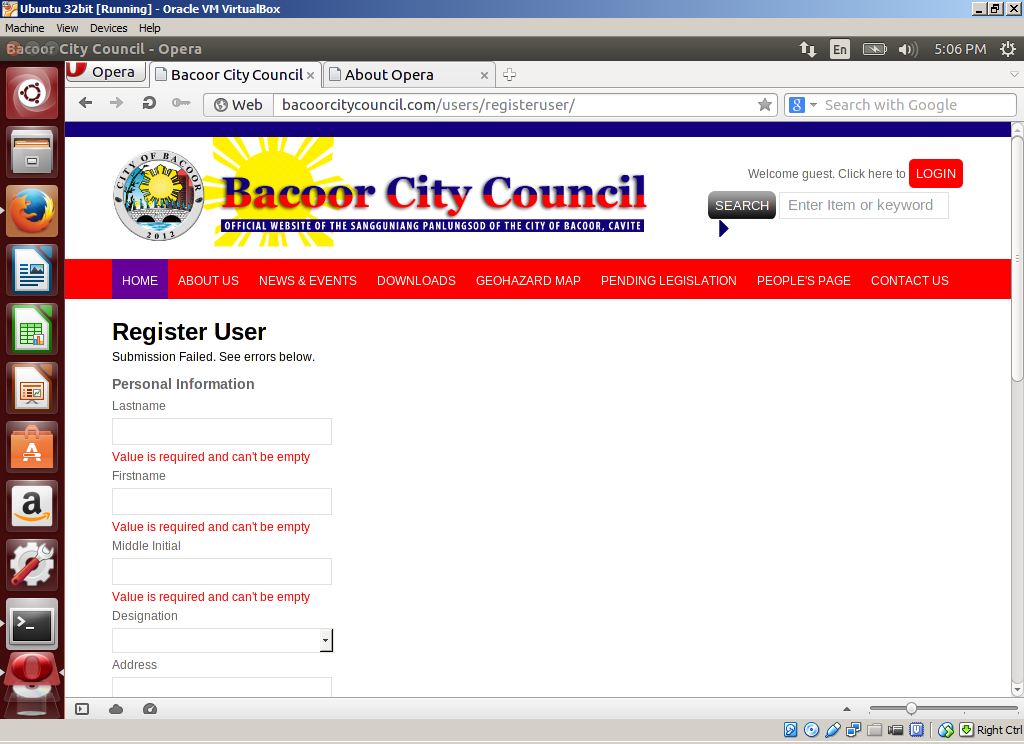 Ubuntu 32bit [Running] - Oracle VM VirtualBox
Machine View Devices Help
Bacoor City Council - Opera
En
5:06 PM
Opera
Bacoor City Council
About Opera
Web
bacoorcitycouncil.com/users/registeruser/
Search with Google
CITY OF BACOOR
2012
Bacoor City Council
OFFICIAL WEBSITE OF THE SANGGUNIANG PANLUNGSOD OF THE CITY OF BACOOR, CAVITE
Welcome guest. Click here to LOGIN
SEARCH Enter Item or keyword
HOME ABOUT US NEWS & EVENTS DOWNLOADS GEOHAZARD MAP PENDING LEGISLATION PEOPLE'S PAGE CONTACT US
Register User
Submission Failed. See errors below.
Personal Information
Lastname
Value is required and can't be empty
Firstname
Value is required and can't be empty
Middle Initial
Value is required and can't be empty
Designation
Address
Right Ctrl